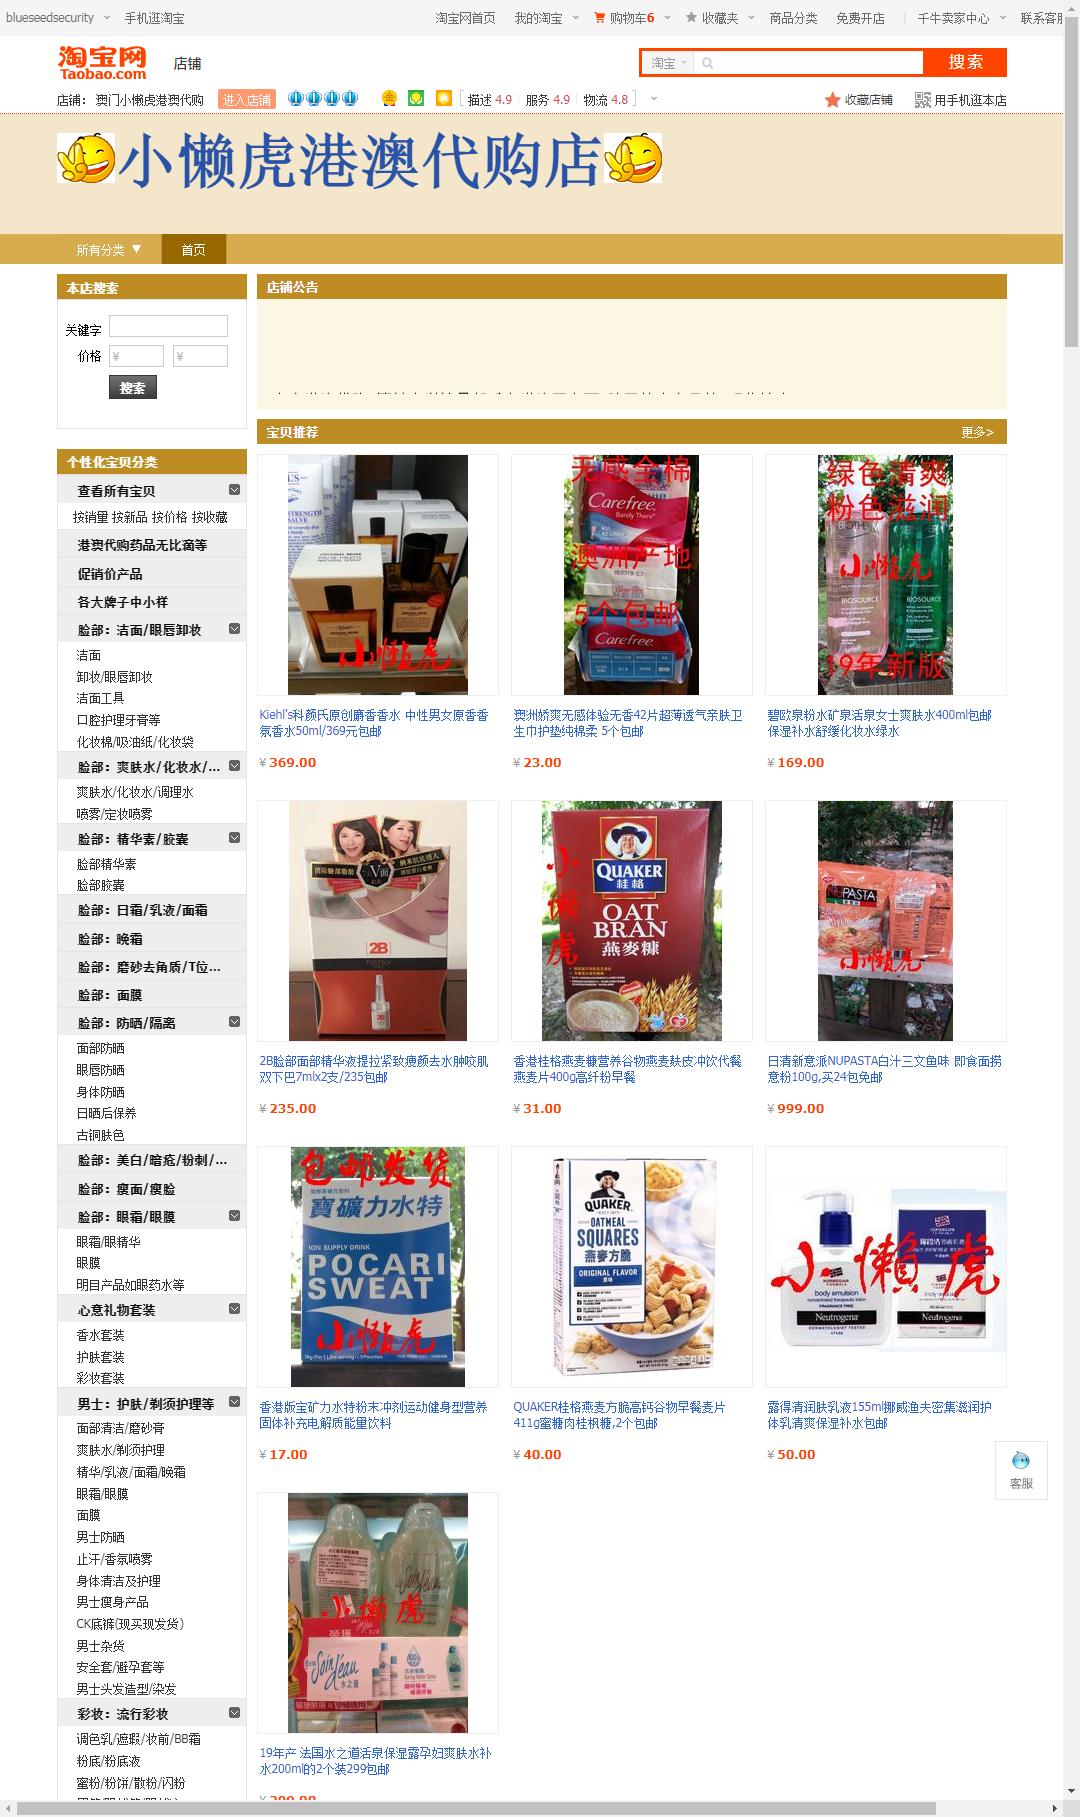 blueseedsecurity 手机逛淘宝 淘宝网首页 我的淘宝 购物车6 收藏夹 商品分类 免费开店 千牛卖家中心 联系客服
淘宝网
Taobao.com
店铺
淘宝 搜索
店铺： 澳门小懒虎港澳代购 进入店铺 描述 4.9 服务 4.9 物流 4.8 收藏店铺 用手机逛本店
小懒虎港澳代购店
所有分类 首页
本店搜索
关键字
价格 ¥ ¥
搜索
个性化宝贝分类
查看所有宝贝
按销量 按新品 按价格 按收藏
港澳代购药品无比滴等
促销价产品
各大牌子中小样
脸部：洁面/眼唇卸妆
洁面
卸妆/眼唇卸妆
洁面工具
口腔护理牙膏等
化妆棉/吸油纸/化妆袋
脸部：爽肤水/化妆水/...
爽肤水/化妆水/调理水
喷雾/定妆喷雾
脸部：精华素/胶囊
脸部精华素
脸部胶囊
脸部：日霜/乳液/面霜
脸部：晚霜
脸部：磨砂去角质/T位...
脸部：面膜
脸部：防晒/隔离
面部防晒
眼唇防晒
身体防晒
日晒后保养
古铜肤色
脸部：美白/暗疮/粉刺/...
脸部：瘦面/瘦脸
脸部：眼霜/眼膜
眼霜/眼精华
眼膜
明目产品如眼药水等
心意礼物套装
香水套装
护肤套装
彩妆套装
男士：护肤/剃须护理等
面部清洁/磨砂膏
爽肤水/剃须护理
精华/乳液/面霜/晚霜
眼霜/眼膜
面膜
男士防晒
止汗/香氛喷雾
身体清洁及护理
男士瘦身产品
CK底裤(现买现发货)
男士杂货
安全套/避孕套等
男士头发造型/染发
彩妆：流行彩妆
调色乳/遮瑕/妆前/BB霜
粉底/粉底液
蜜粉/粉饼/散粉/闪粉
店铺公告
宝贝推荐 更多>
小懒虎
无感全棉
Carefree
Barely There
澳洲产地
5个包邮
Carefree
绿色清爽
粉色滋润
小懒虎
BIOSOURCE BIOSOURCE
19年新版
Kiehl's科颜氏原创麝香香水 中性男女原香香
氛香水50ml/369元包邮
¥ 369.00
澳洲娇爽无感体验无香42片超薄透气亲肤卫
生巾护垫纯棉柔 5个包邮
¥ 23.00
碧欧泉粉水矿泉活泉女士爽肤水400ml包邮
保湿补水舒缓化妆水绿水
¥ 169.00
V面
2B
QUAKER
桂格
OAT
BRAN
燕麥糠
小懒虎
NUPASTA
小懒虎
2B脸部面部精华液提拉紧致瘦颜去水肿咬肌
双下巴7mlx2支/235包邮
¥ 235.00
香港桂格燕麦糠营养谷物燕麦麸皮冲饮代餐
燕麦片400g高纤粉早餐
¥ 31.00
日清新意派NUPASTA白汁三文鱼味 即食面捞
意粉100g,买24包免邮
¥ 999.00
包邮发货
寶礦力水特
ION SUPPLY DRINK
POCARI
SWEAT
小懒虎
QUAKER
OATMEAL
SQUARES
燕麥方脆
ORIGINAL FLAVOR
小懒虎
body emulsion
FRAGRANCE FREE
Neutrogena
Neutrogena
香港版宝矿力水特粉末冲剂运动健身型营养
固体补充电解质能量饮料
¥ 17.00
QUAKER桂格燕麦方脆高钙谷物早餐麦片
411g蜜糖肉桂枫糖,2个包邮
¥ 40.00
露得清润肤乳液155ml挪威渔夫密集滋润护
体乳清爽保湿补水包邮
¥ 50.00
客服
小懒虎
Soin d'eau
水之道
19年产 法国水之道活泉保湿露孕妇爽肤水补
水200ml的2个装299包邮